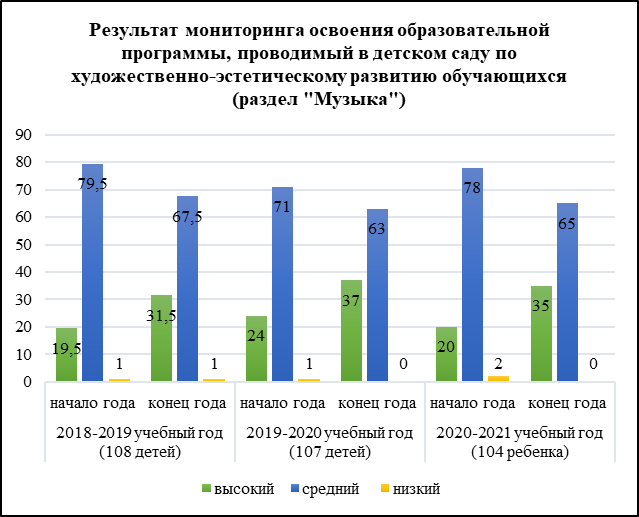 Результат мониторинга освоения образовательной
программы, проводимый в детском саду по
художественно-эстетическому развитию обучающихся
(раздел "Музыка")
90
80
70
60
50
40
30
20
10
0
19,5 79,5 1 31,5 67,5 1 24 71 1 37 63 0 20 78 2 35 65 0
начало года конец года начало года конец года начало года конец года
2018-2019 учебный год 2019-2020 учебный год 2020-2021 учебный год
(108 детей) (107 детей) (104 ребенка)
высокий средний низкий